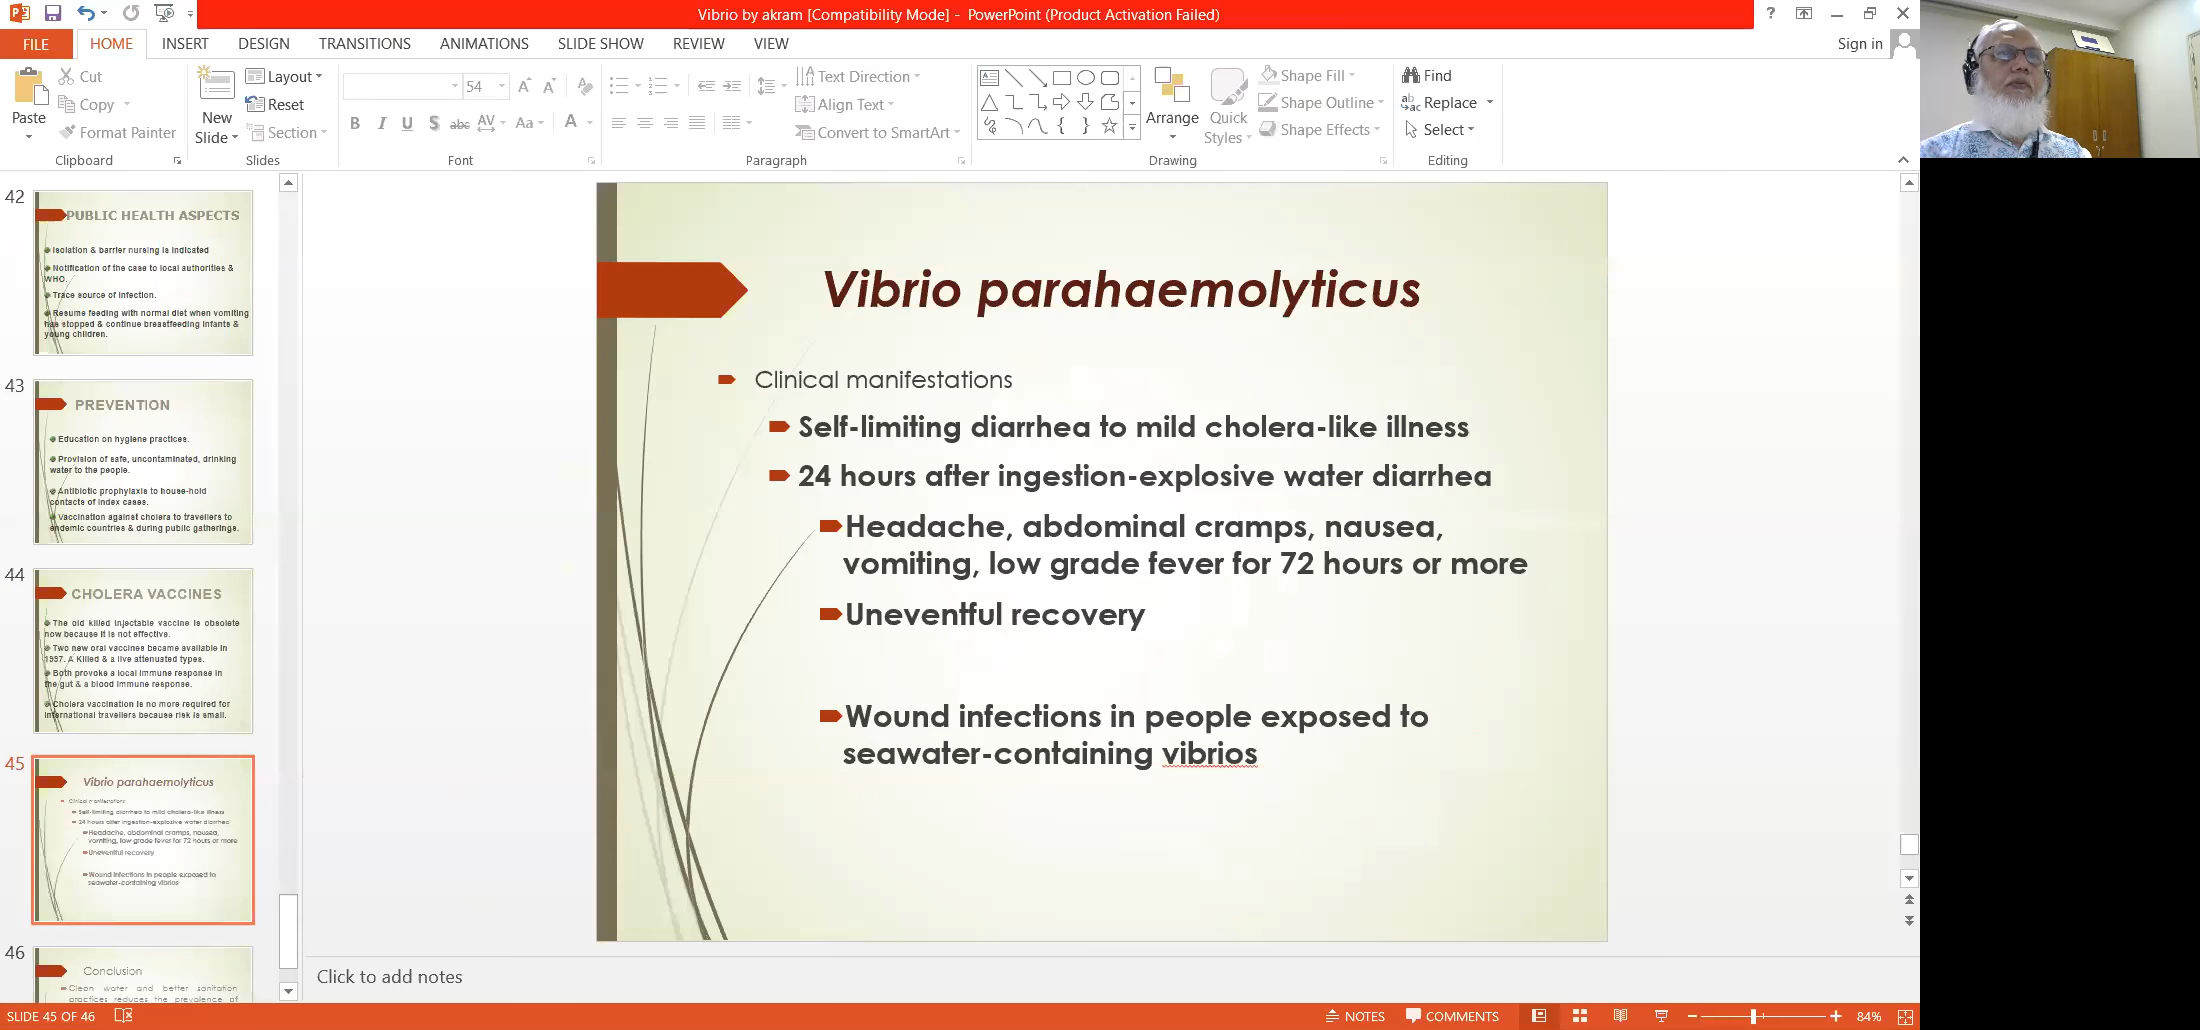 Vibrio by akram [Compatibility Mode] - PowerPoint (Product Activation Failed)
FILE HOME INSERT DESIGN TRANSITIONS ANIMATIONS SLIDE SHOW REVIEW VIEW
Sign in
Paste
Cut
Copy
Format Painter
Clipboard
New Slide
Layout
Reset
Section
Slides
54
B I U S abc AV Aa A
Font
Text Direction
Align Text
Convert to SmartArt
Paragraph
Arrange
Quick Styles
Shape Fill
Shape Outline
Shape Effects
Drawing
Find
Replace
Select
Editing
42
PUBLIC HEALTH ASPECTS
Isolation & barrier nursing is indicated
Notification of the case to local authorities &
WHO.
Trace source of infection.
Resume feeding with normal diet when vomiting
has stopped & continue breastfeeding infants &
young children.
43
PREVENTION
Education on hygiene practices.
Provision of safe, uncontaminated, drinking
water to the people.
Antibiotic prophylaxis to house-hold
contacts of index cases.
Vaccination against cholera to travellers to
endemic countries & during public gatherings.
44
CHOLERA VACCINES
The old killed injectable vaccine is obsolete
now because it is not effective.
Two new oral vaccines became available in
1997. A Killed & a live attenuated types.
Both provoke a local immune response in
the gut & a blood immune response.
Cholera vaccination is no more required for
international travellers because risk is small.
45
Vibrio parahaemolyticus
Clinical manifestations
Self-limiting diarrhea to mild cholera-like illness
24 hours after ingestion-explosive water diarrhea
Headache, abdominal cramps, nausea,
vomiting, low grade fever for 72 hours or more
Uneventful recovery
Wound infections in people exposed to
seawater-containing vibrios
46
Conclusion
Clean water and better sanitation
practices reduces the prevalence of
Vibrio parahaemolyticus
Clinical manifestations
Self-limiting diarrhea to mild cholera-like illness
24 hours after ingestion-explosive water diarrhea
Headache, abdominal cramps, nausea,
vomiting, low grade fever for 72 hours or more
Uneventful recovery
Wound infections in people exposed to
seawater-containing vibrios
Click to add notes
SLIDE 45 OF 46
NOTES COMMENTS 84%